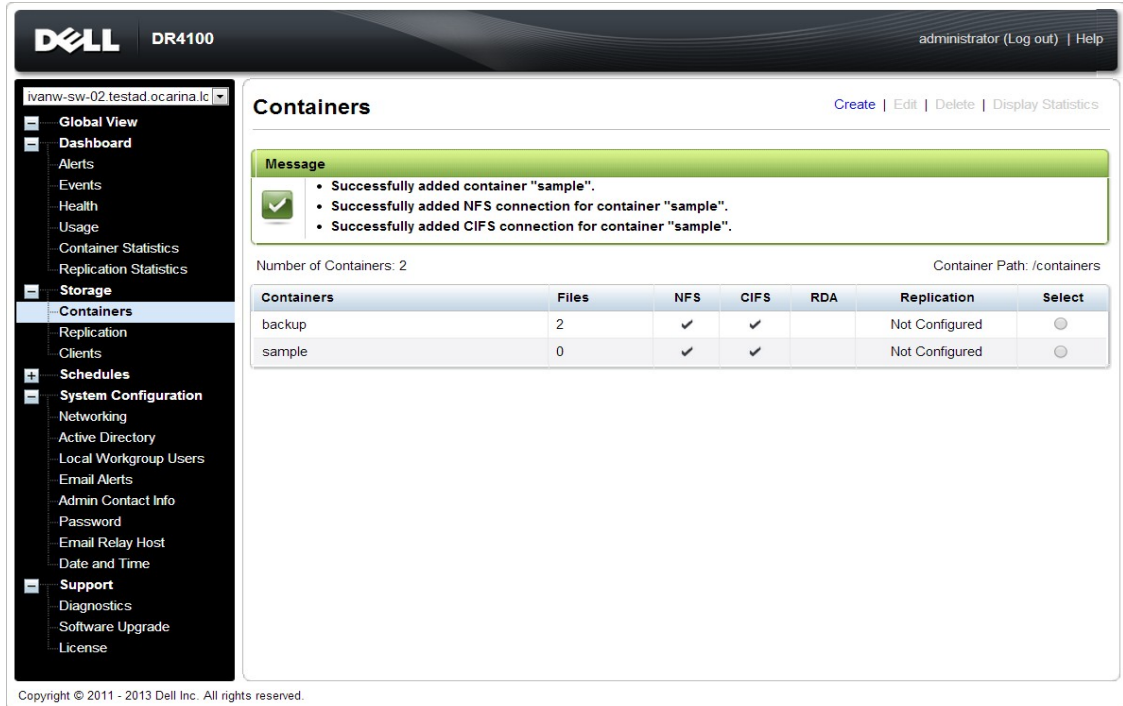 DELL DR4100
administrator (Log out) | Help
ivanw-sw-02.testad.ocarina.lc
Global View
Dashboard
Alerts
Events
Health
Usage
Container Statistics
Replication Statistics
Storage
Containers
Replication
Clients
Schedules
System Configuration
Networking
Active Directory
Local Workgroup Users
Email Alerts
Admin Contact Info
Password
Email Relay Host
Date and Time
Support
Diagnostics
Software Upgrade
License
Containers
Create | Edit | Delete | Display Statistics
Message
• Successfully added container "sample".
• Successfully added NFS connection for container "sample".
• Successfully added CIFS connection for container "sample".
Number of Containers: 2
Container Path: /containers
Containers Files NFS CIFS RDA Replication Select
backup 2 ✔ ✔ Not Configured
sample 0 ✔ ✔ Not Configured
Copyright © 2011 - 2013 Dell Inc. All rights reserved.